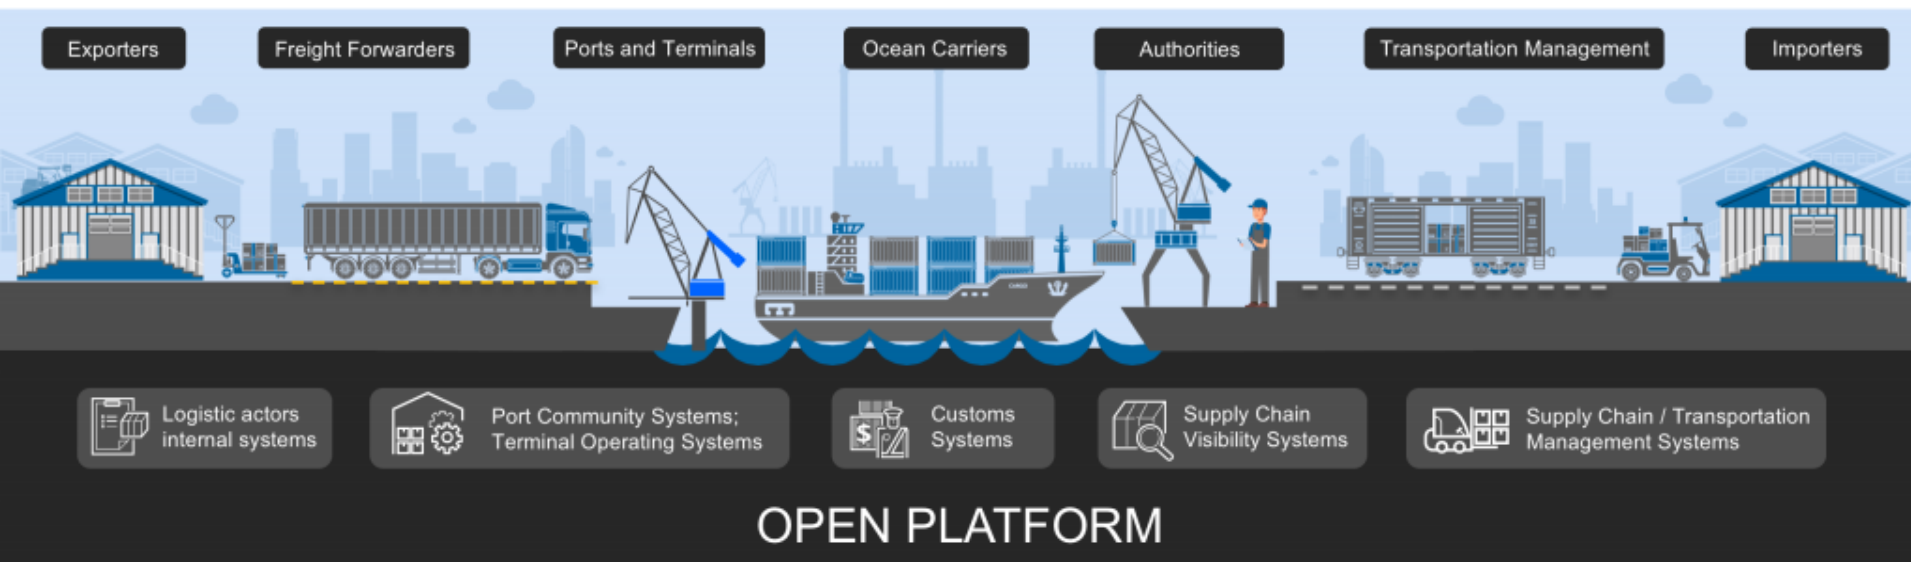 Exporters
Freight Forwarders
Ports and Terminals
Ocean Carriers
Authorities
Transportation Management
Importers
CARGO
Logistic actors
internal systems
Port Community Systems;
Terminal Operating Systems
Customs
Systems
Supply Chain
Visibility Systems
Supply Chain / Transportation
Management Systems
OPEN PLATFORM